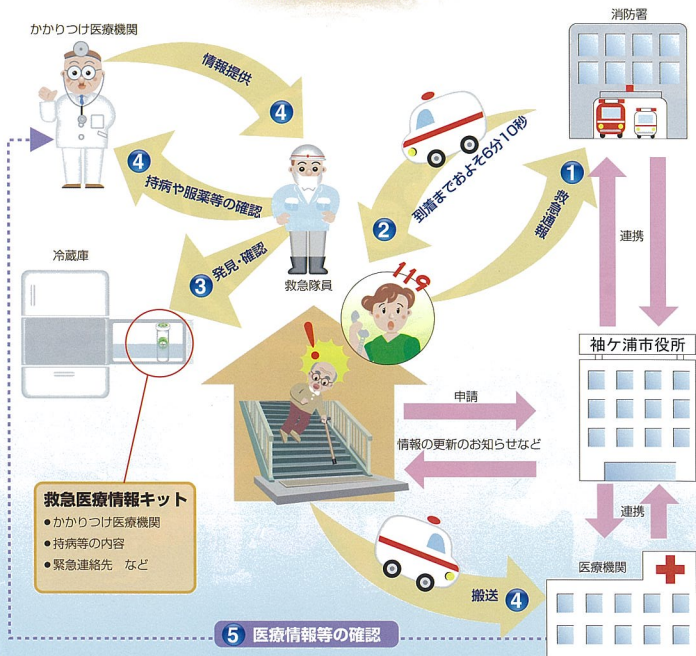 かかりつけ医療機関
消防署
情報提供
4
4
持病や服薬等の確認
到着までおよそ6分10秒
2
1
救急通報
連携
冷蔵庫
3
発見・確認
救急隊員
119
袖ケ浦市役所
申請
情報の更新のお知らせなど
救急医療情報キット
●かかりつけ医療機関
●持病等の内容
●緊急連絡先 など
連携
医療機関
搬送
4
5 医療情報等の確認